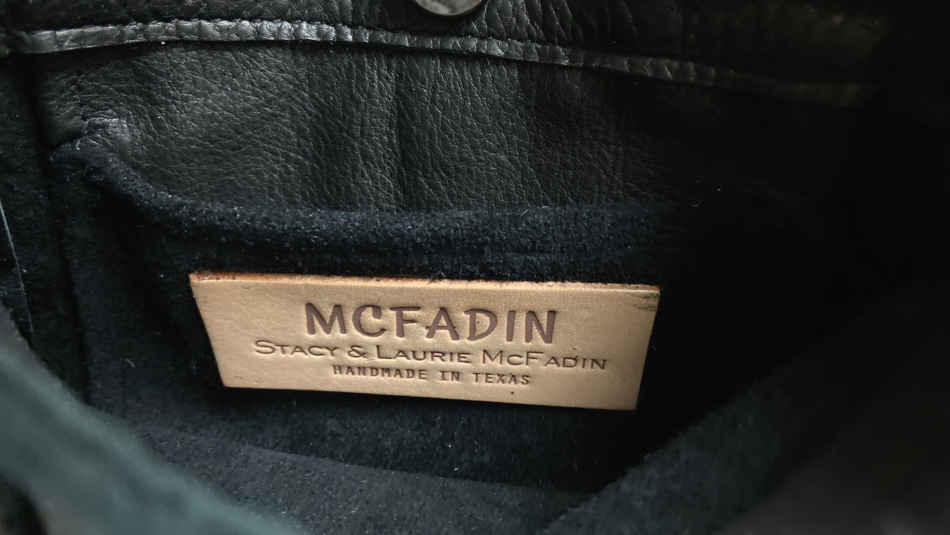 MCFADIN
STACY & LAURIE MCFADIN
HANDMADE IN TEXAS